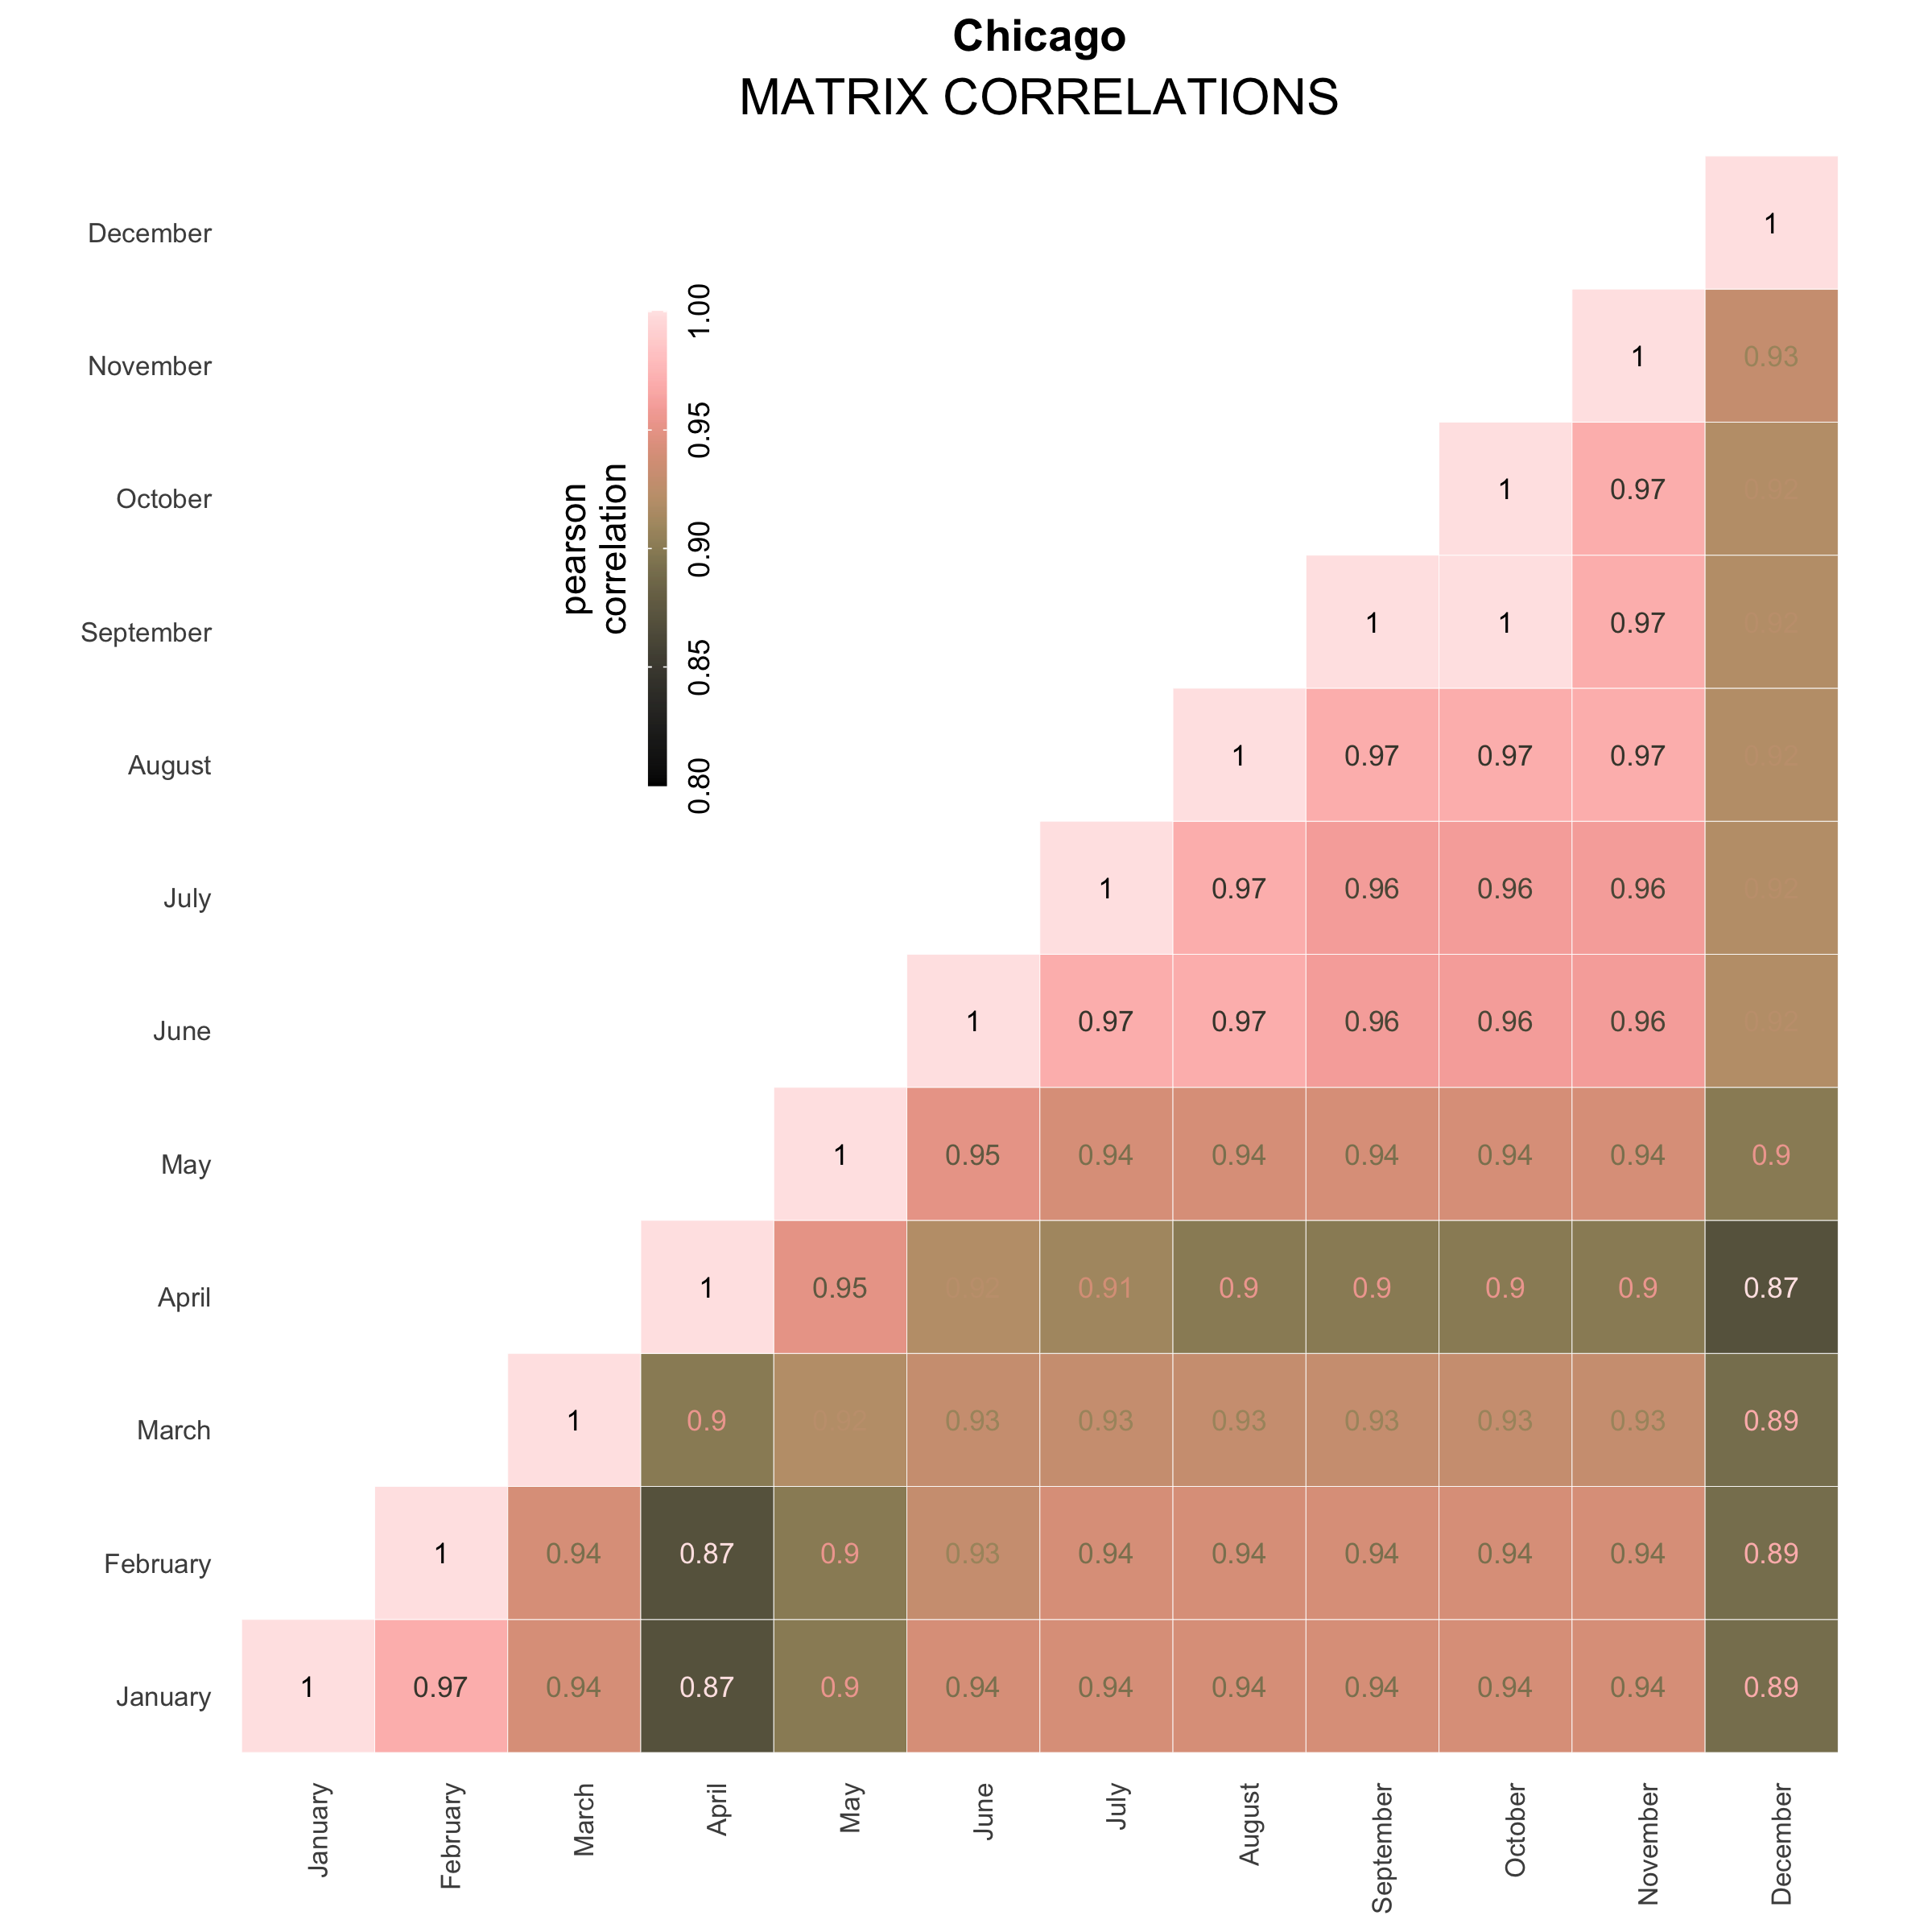 Chicago
MATRIX CORRELATIONS
December 1
November 1 0.93
October 1 0.97
September 1 1 0.97
August 1 0.97 0.97 0.97
July 1 0.97 0.96 0.96 0.96
June 1 0.97 0.97 0.96 0.96 0.96
May 1 0.95 0.94 0.94 0.94 0.94 0.94 0.9
April 1 0.95 0.91 0.9 0.9 0.9 0.9 0.87
March 1 0.9 0.93 0.93 0.93 0.93 0.93 0.93 0.89
February 1 0.94 0.87 0.9 0.93 0.94 0.94 0.94 0.94 0.94 0.89
January 1 0.97 0.94 0.87 0.9 0.94 0.94 0.94 0.94 0.94 0.94 0.89
January February March April May June July August September October November December
pearson
correlation
0.80 0.85 0.90 0.95 1.00